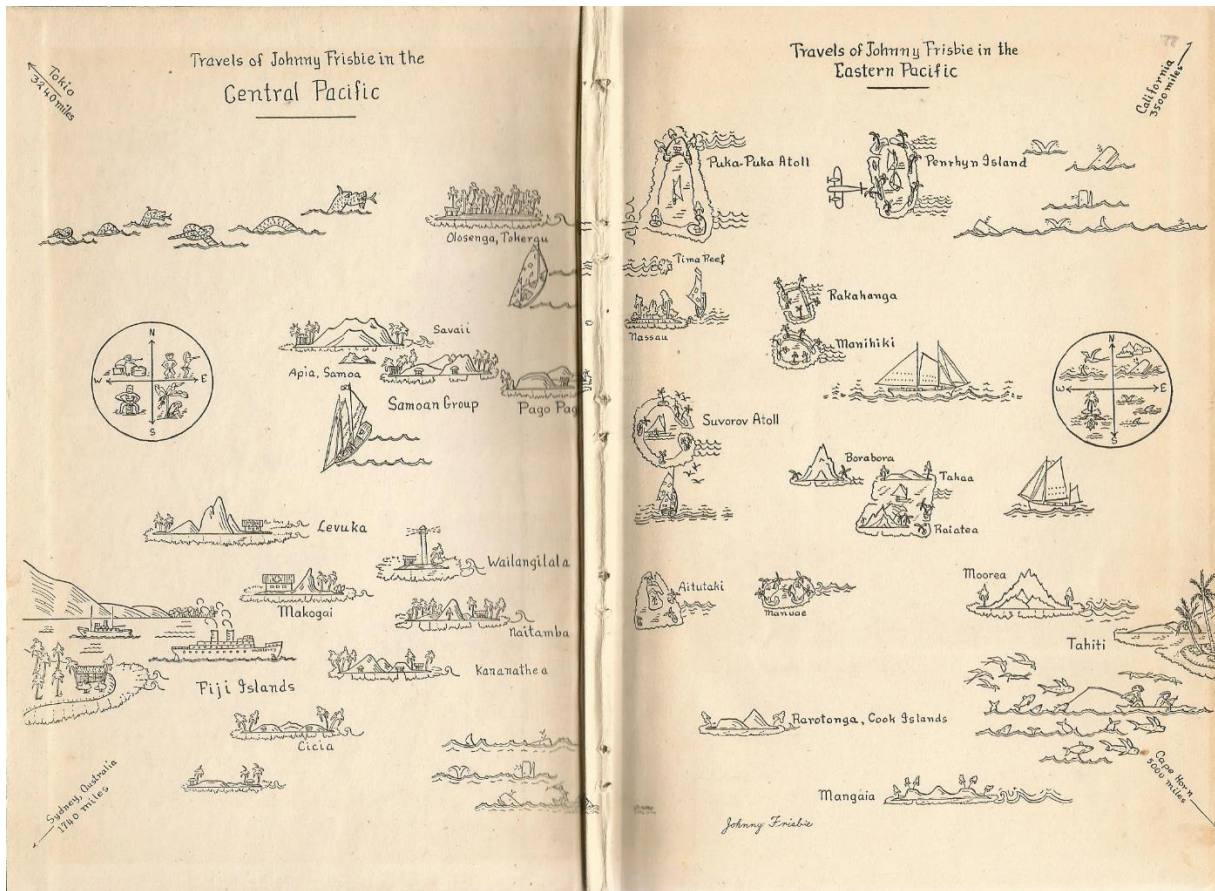 Travels of Johnny Frisbie in the
Central Pacific
Tokio
3240 miles
Olosenga, Tokerau
Savaii
Apia, Samoa
Samoan Group
Pago Pag
N
W
E
S
Levuka
Wailangilala
Makogai
Naitamba
Fiji Islands
Kananathea
Cicia
Sydney, Australia
1740 miles
Travels of Johnny Frisbie in the
Eastern Pacific
California
3500 miles
Puka-Puka Atoll
Penrhyn Island
Tima Reef
Nassau
Rakahanga
Manihiki
N
W
E
S
Suvorov Atoll
Borabora
Tahaa
Raiatea
Aitutaki
Manuae
Moorea
Tahiti
Rarotonga, Cook Islands
Mangaia
Cape Horn
5000 miles
Johnny Frisbie